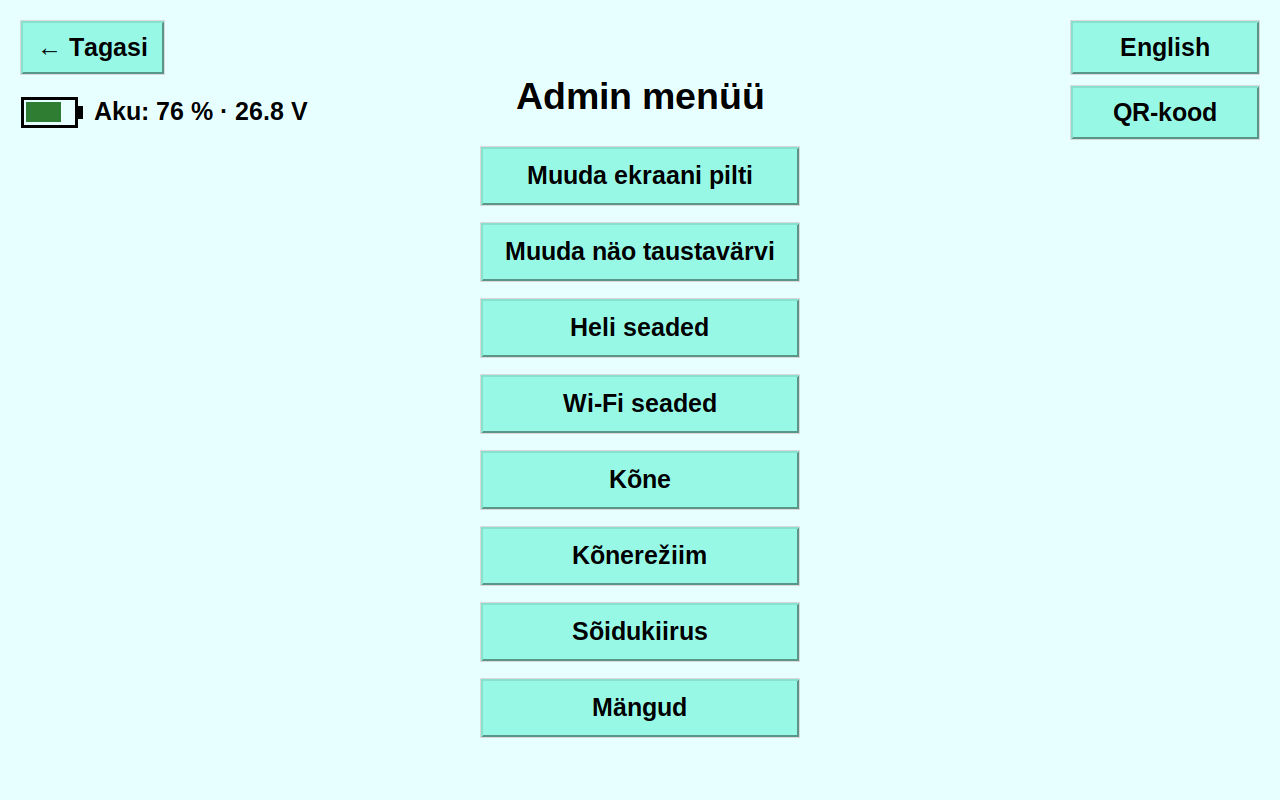 ← Tagasi
English
Aku: 76 % · 26.8 V
Admin menüü
QR-kood
Muuda ekraani pilti
Muuda näo taustavärvi
Heli seaded
Wi-Fi seaded
Kõne
Kõnerežiim
Sõidukiirus
Mängud